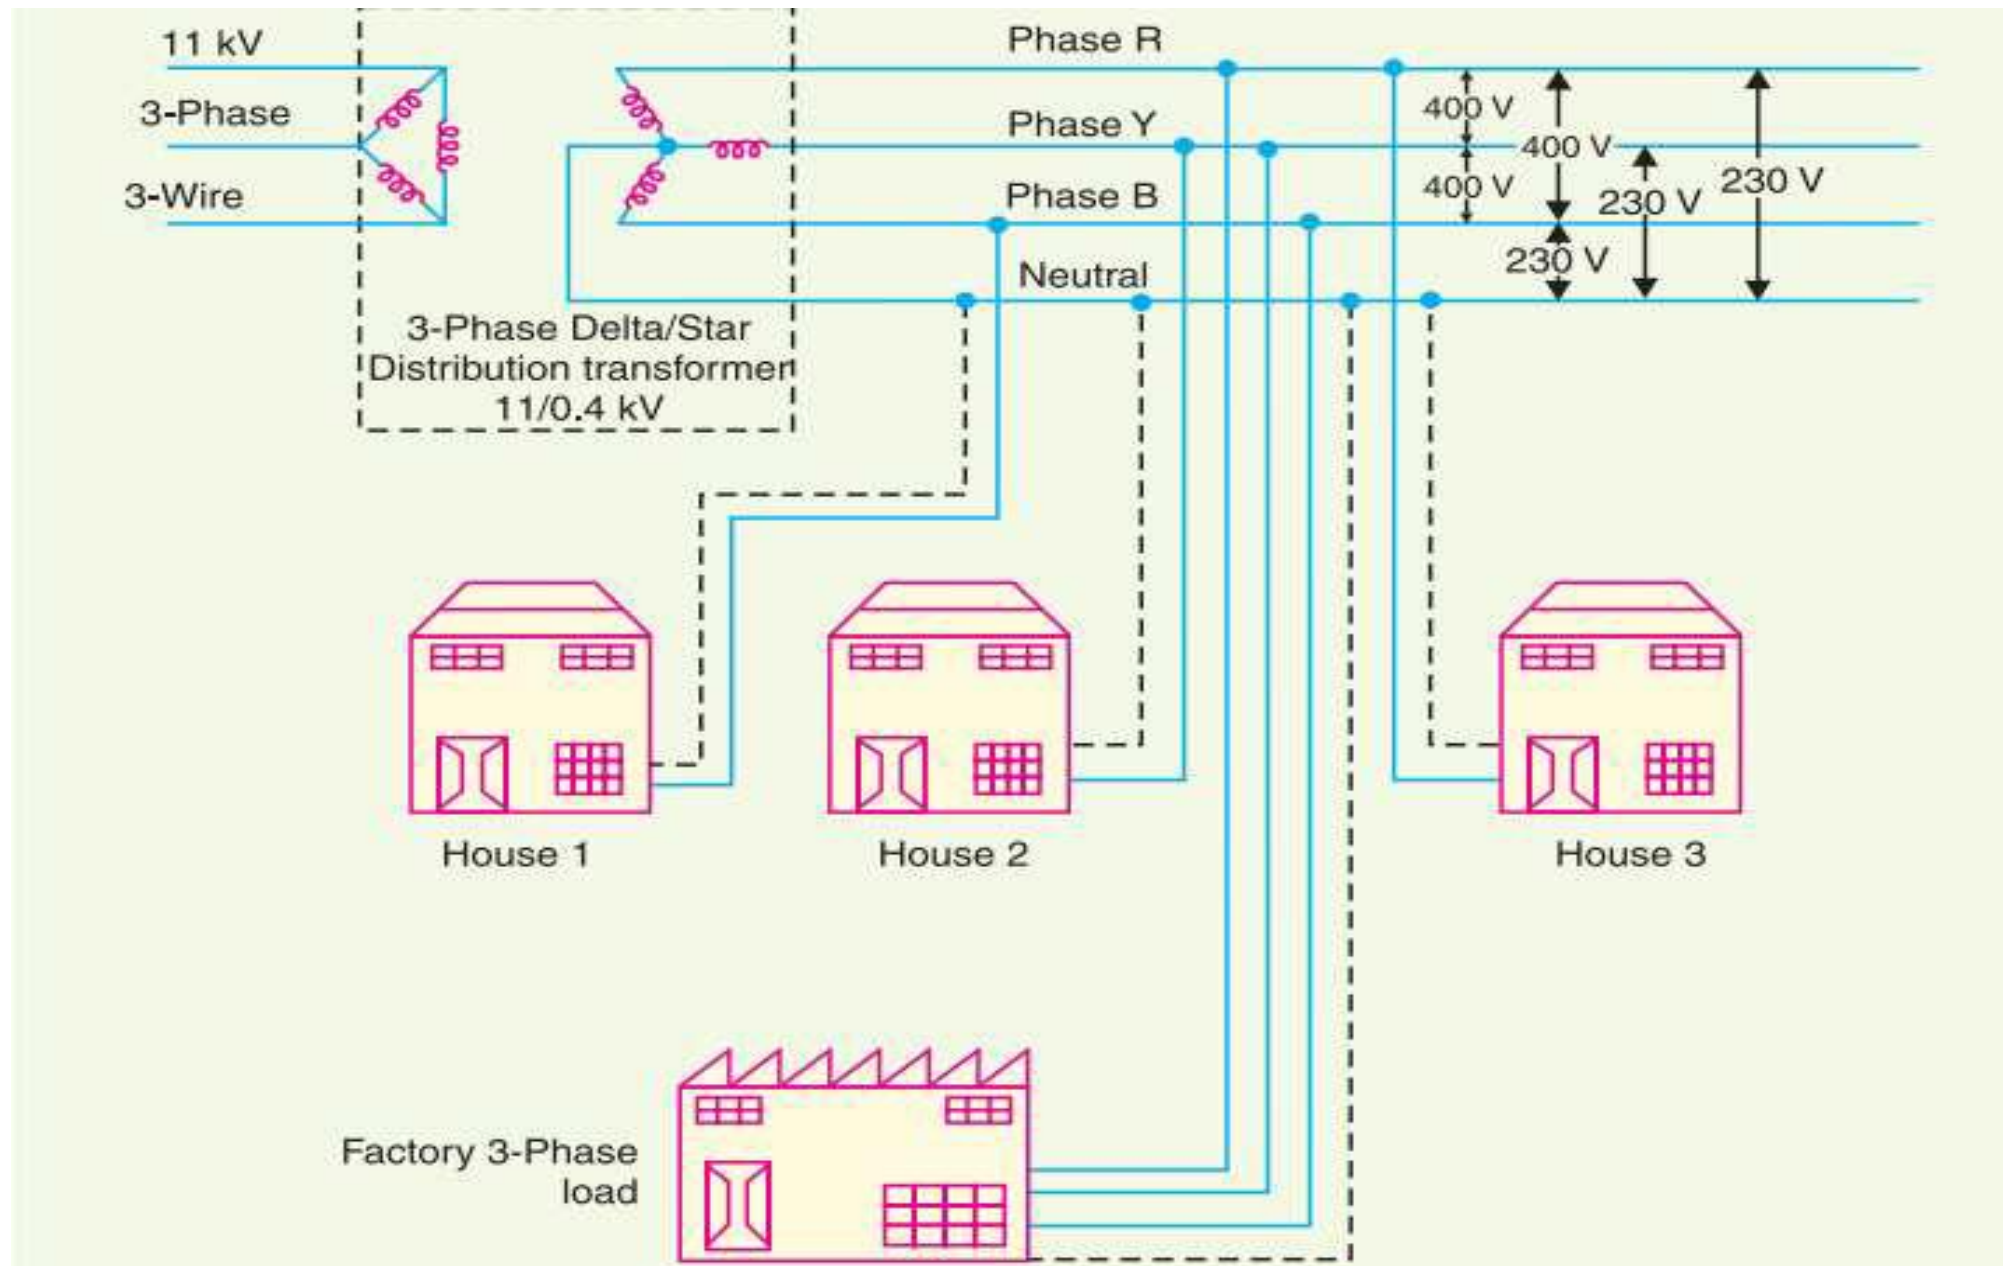 11 kV
3-Phase
3-Wire
3-Phase Delta/Star
Distribution transformer
11/0.4 kV
Phase R
Phase Y
Phase B
Neutral
400 V
400 V
400 V
230 V
230 V
230 V
House 1
House 2
House 3
Factory 3-Phase
load